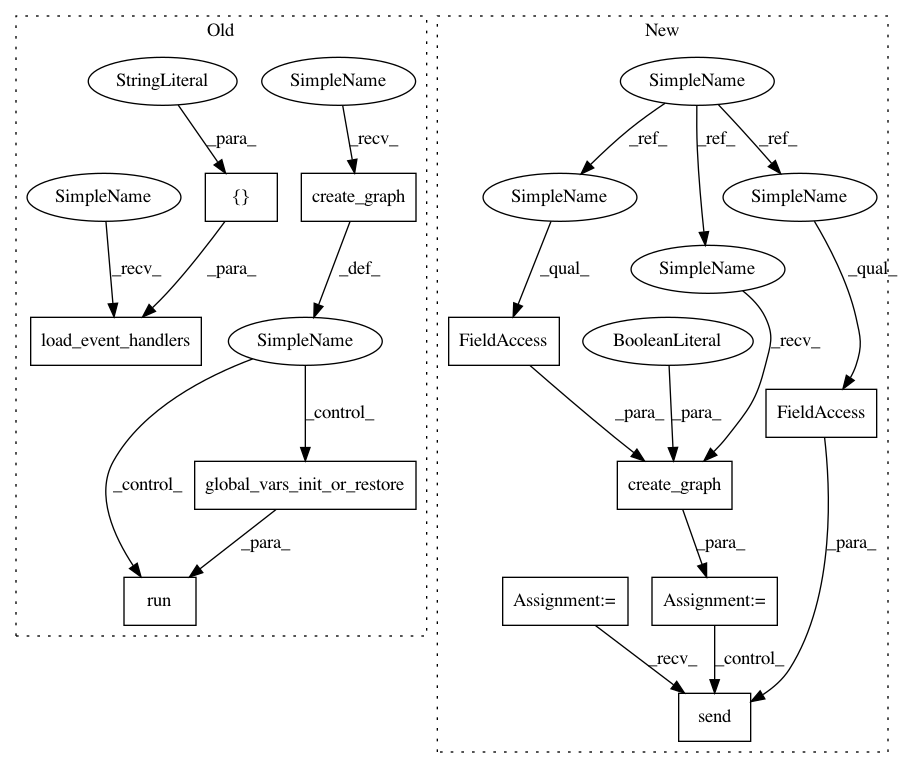 Old
New
StringLiteral
SimpleName
SimpleName
_para_
_recv_
_ref_
_ref_
_ref_
SimpleName
{}
create_graph
SimpleName
SimpleName
_recv_
_para_
_def_
_qual_
SimpleName
_qual_
load_event_handlers
SimpleName
FieldAccess
BooleanLiteral
_recv_
_control_
_para_
_para_
FieldAccess
_control_
global_vars_init_or_restore
create_graph
_para_
_para_
_para_
run
Assignment:=
Assignment:=
_recv_
_control_
send